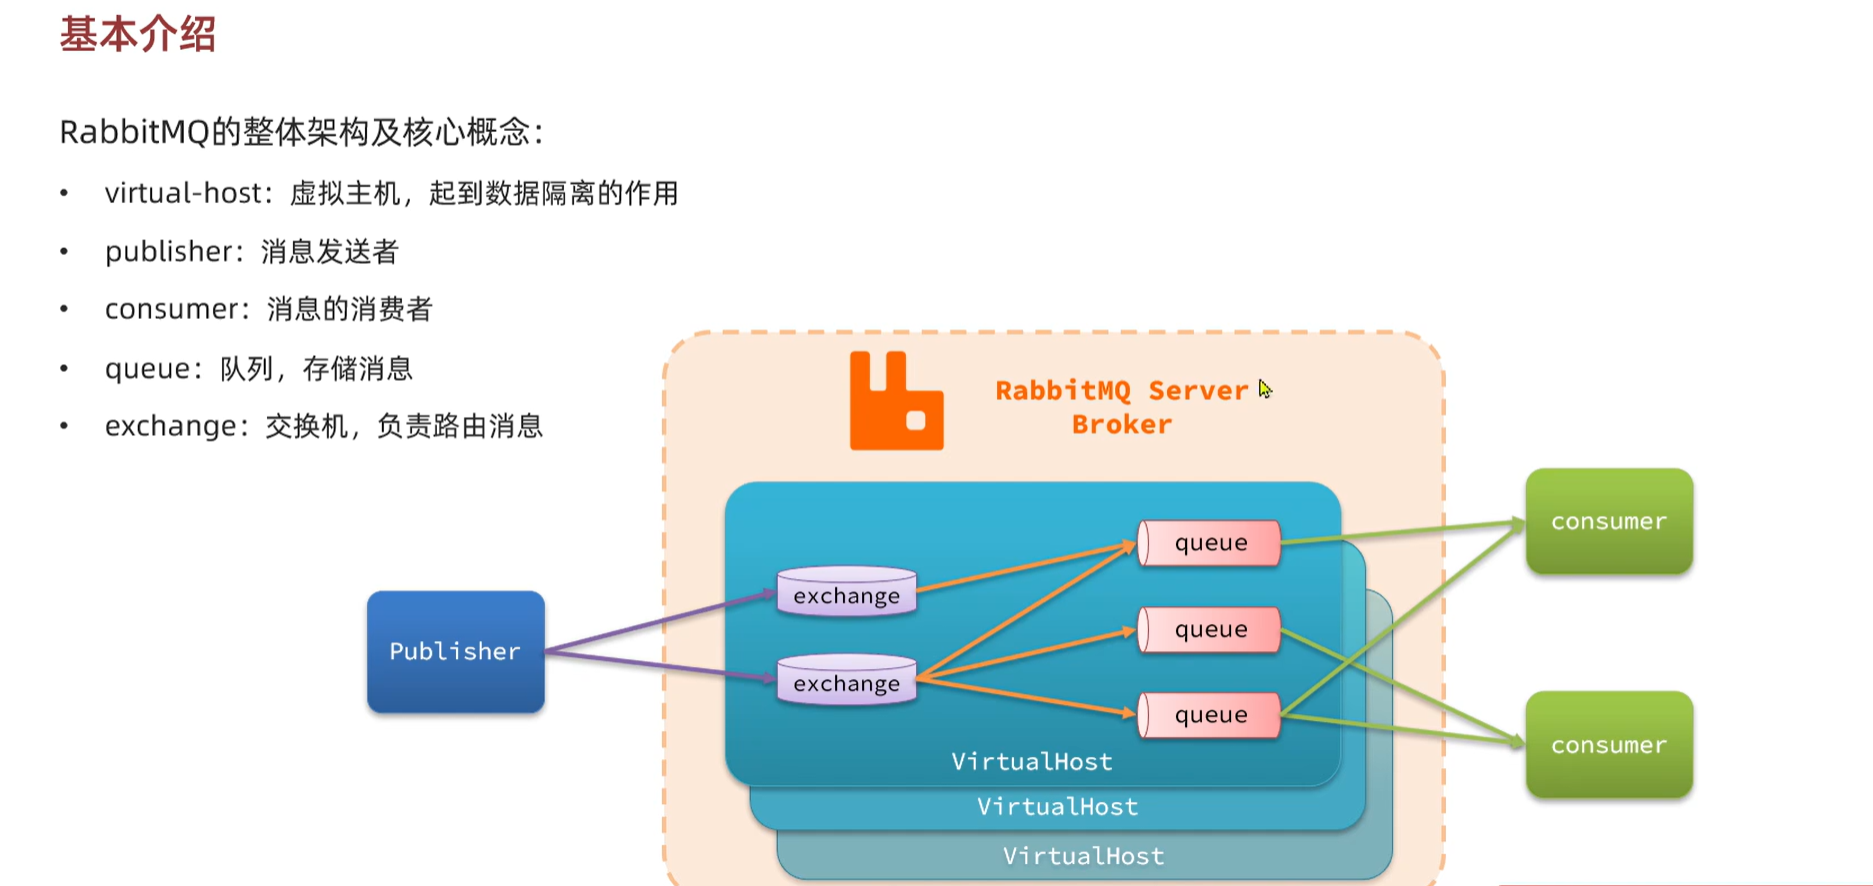 基本介绍
RabbitMQ的整体架构及核心概念：
• virtual-host：虚拟主机，起到数据隔离的作用
• publisher：消息发送者
• consumer：消息的消费者
• queue：队列，存储消息
• exchange：交换机，负责路由消息
RabbitMQ Server
Broker
Publisher
exchange
exchange
queue
queue
queue
VirtualHost
VirtualHost
VirtualHost
consumer
consumer